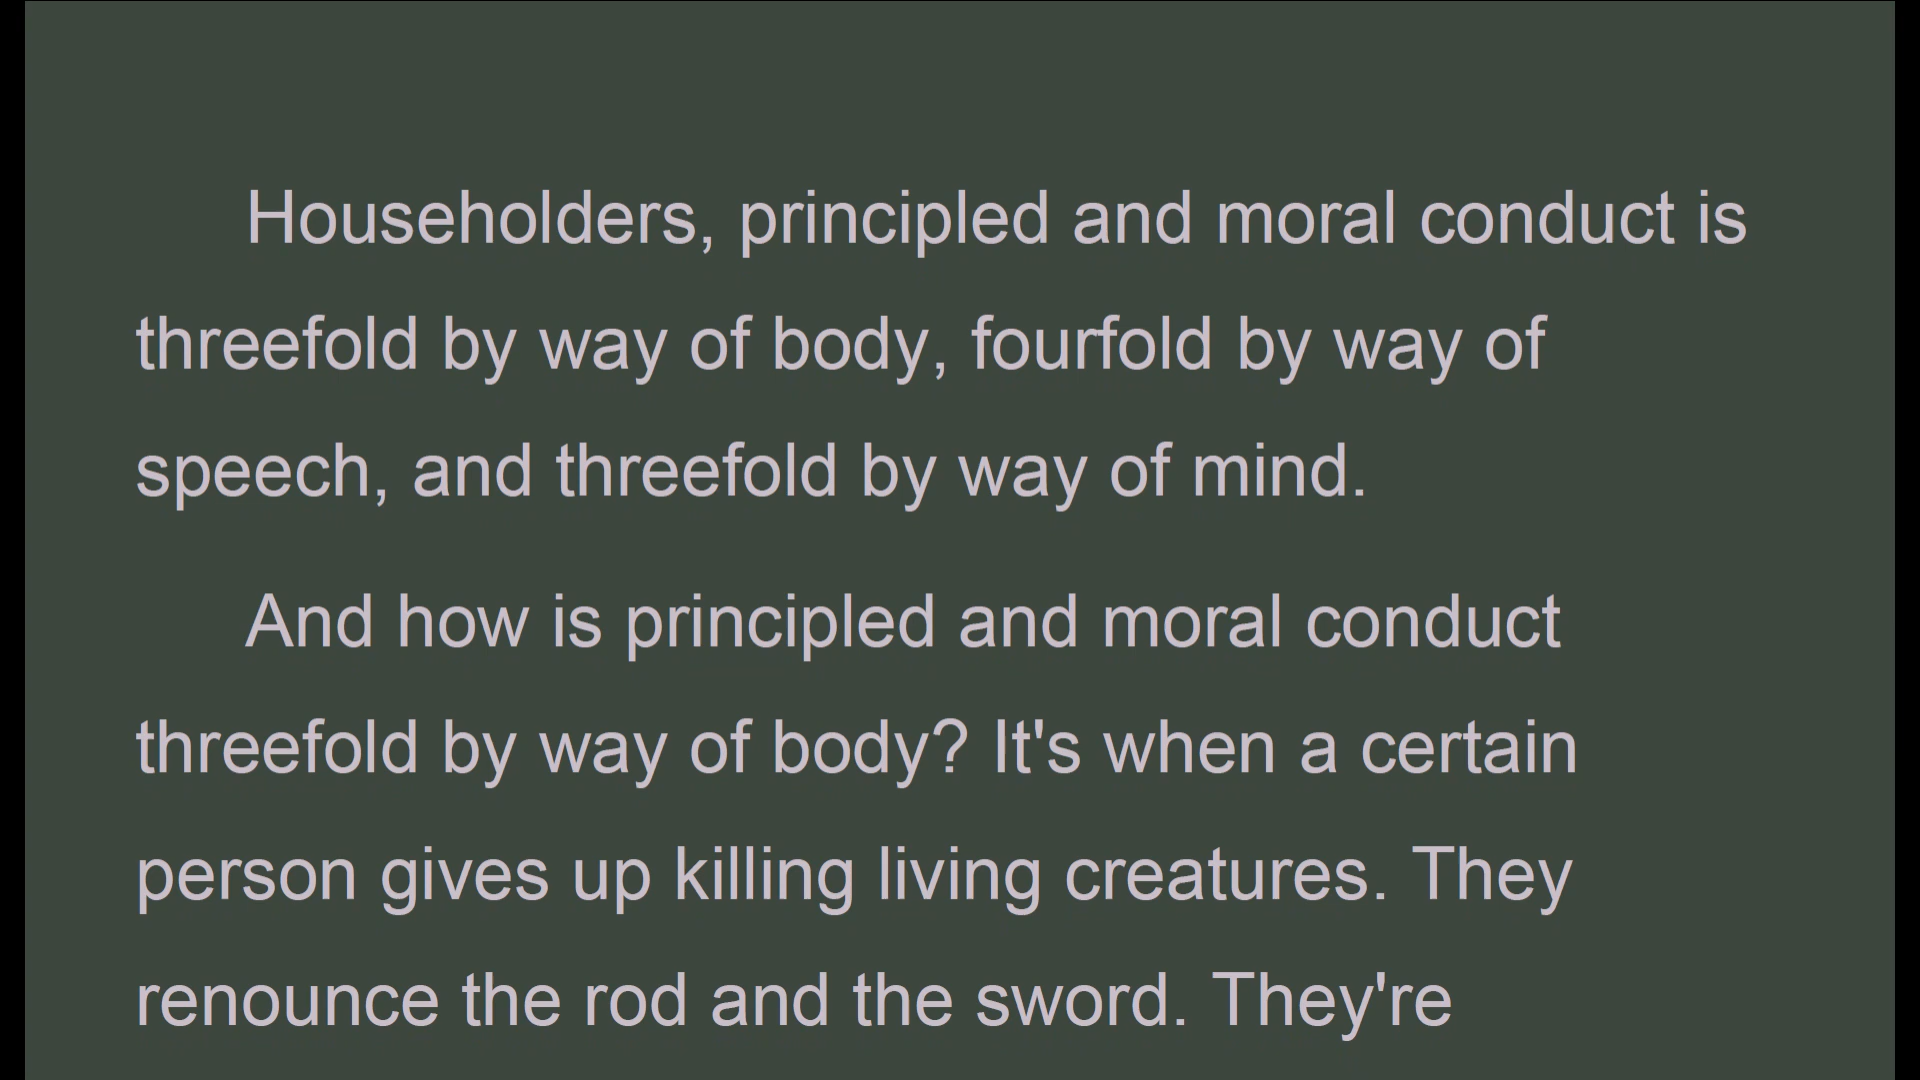 Householders, principled and moral conduct is
threefold by way of body, fourfold by way of
speech, and threefold by way of mind.
And how is principled and moral conduct
threefold by way of body? It's when a certain
person gives up killing living creatures. They
renounce the rod and the sword. They're